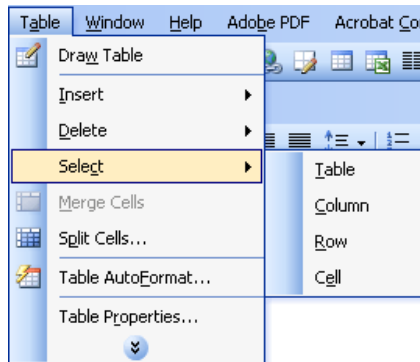 Table Window Help Adobe PDF Acrobat Co
Draw Table
Insert
Delete
Select
Table
Merge Cells
Column
Split Cells...
Row
Table AutoFormat...
Cell
Table Properties...